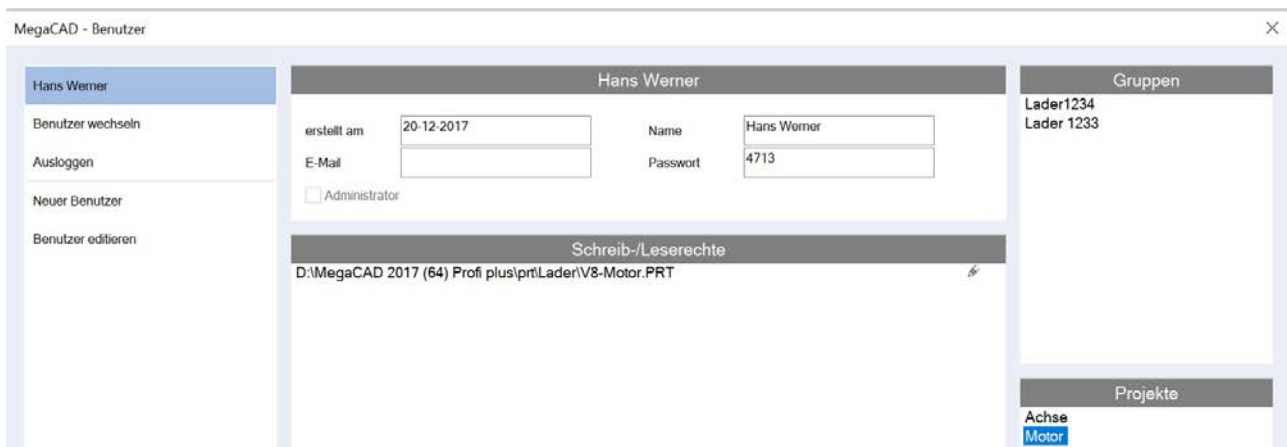 MegaCAD - Benutzer
Hans Werner
Benutzer wechseln
Ausloggen
Neuer Benutzer
Benutzer editieren
Hans Werner
erstellt am 20-12-2017 Name Hans Werner
E-Mail Passwort 4713
Administrator
Schreib-/Leserechte
D:\MegaCAD 2017 (64) Profi plus\prt\Lader\V8-Motor.PRT
Gruppen
Lader1234
Lader 1233
Projekte
Achse
Motor